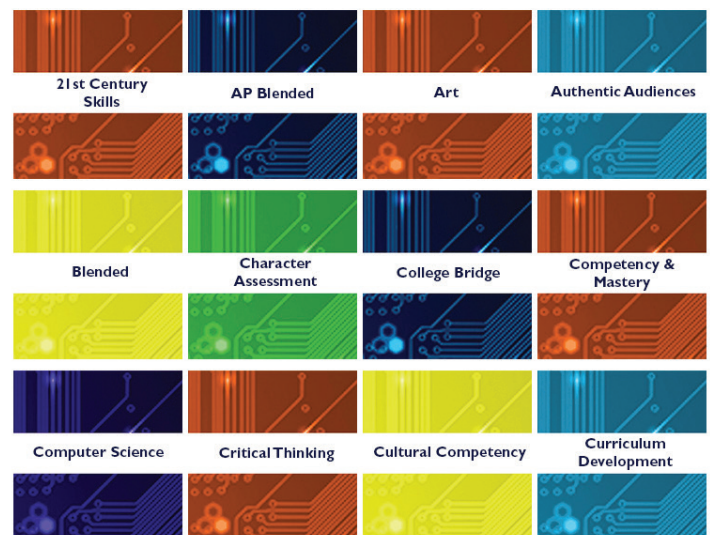 21st Century
Skills
AP Blended
Art
Authentic Audiences
Blended
Character
Assessment
College Bridge
Competency &
Mastery
Computer Science
Critical Thinking
Cultural Competency
Curriculum
Development